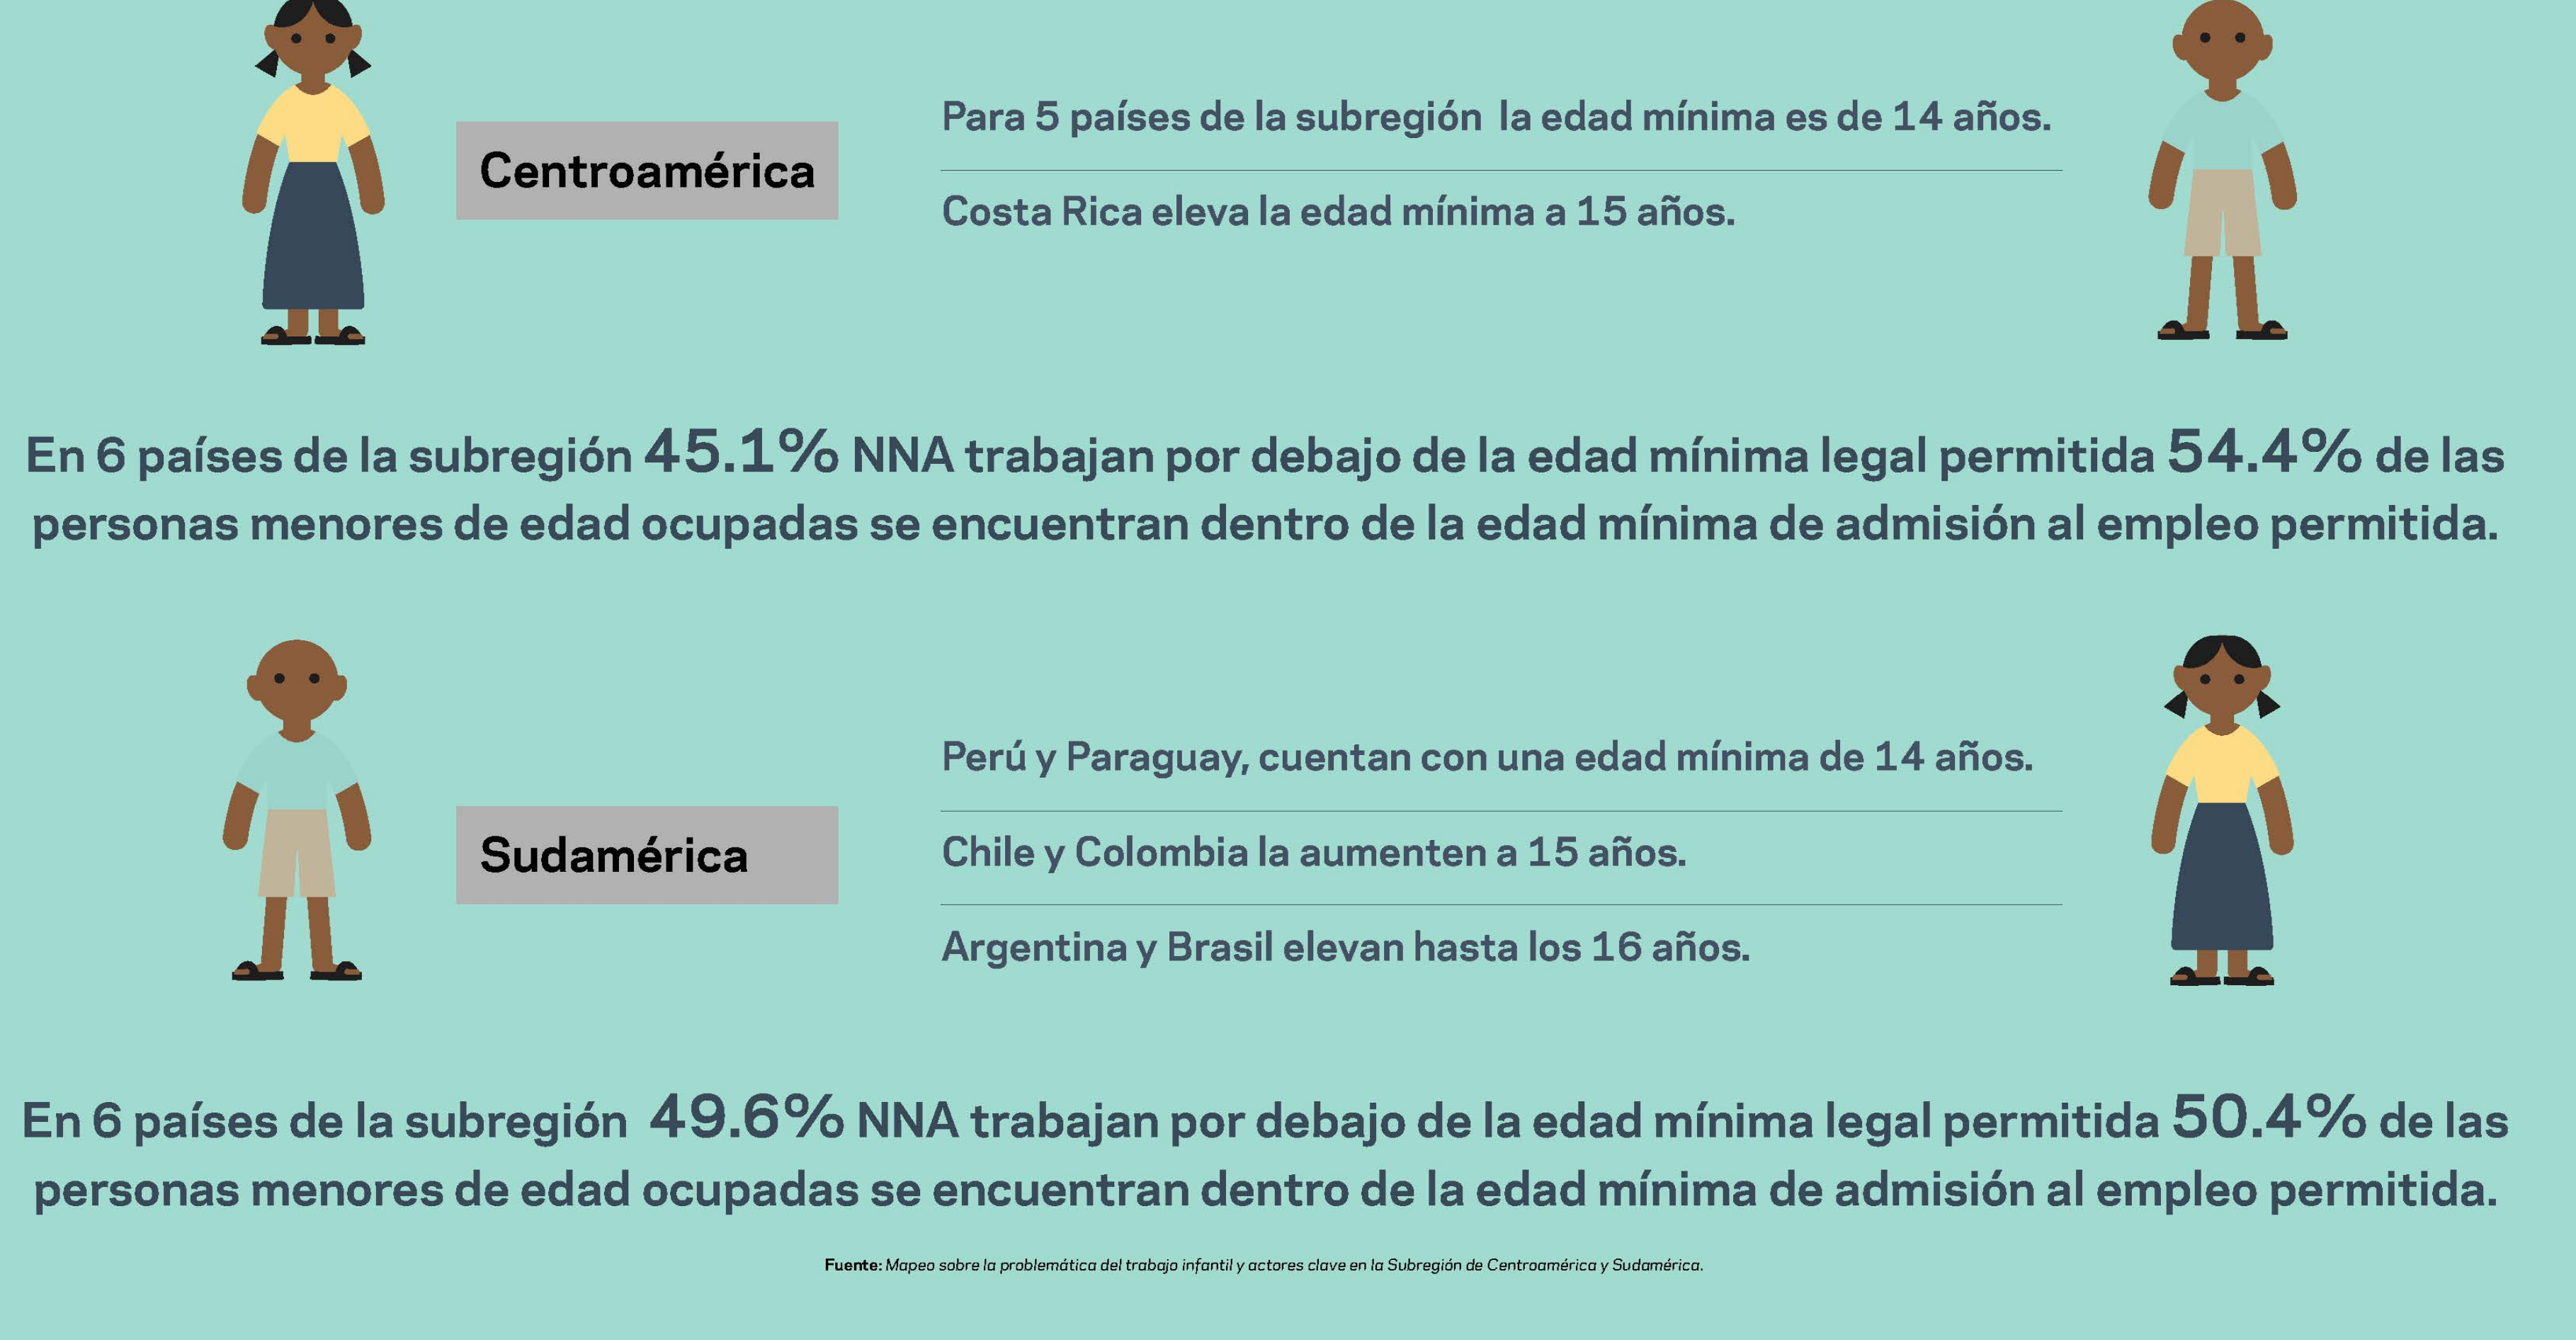 Centroamérica
Para 5 países de la subregión la edad mínima es de 14 años.
Costa Rica eleva la edad mínima a 15 años.
En 6 países de la subregión 45.1% NNA trabajan por debajo de la edad mínima legal permitida 54.4% de las
personas menores de edad ocupadas se encuentran dentro de la edad mínima de admisión al empleo permitida.
Sudamérica
Perú y Paraguay, cuentan con una edad mínima de 14 años.
Chile y Colombia la aumenten a 15 años.
Argentina y Brasil elevan hasta los 16 años.
En 6 países de la subregión 49.6% NNA trabajan por debajo de la edad mínima legal permitida 50.4% de las
personas menores de edad ocupadas se encuentran dentro de la edad mínima de admisión al empleo permitida.
Fuente: Mapeo sobre la problemática del trabajo infantil y actores clave en la Subregión de Centroamérica y Sudamérica.